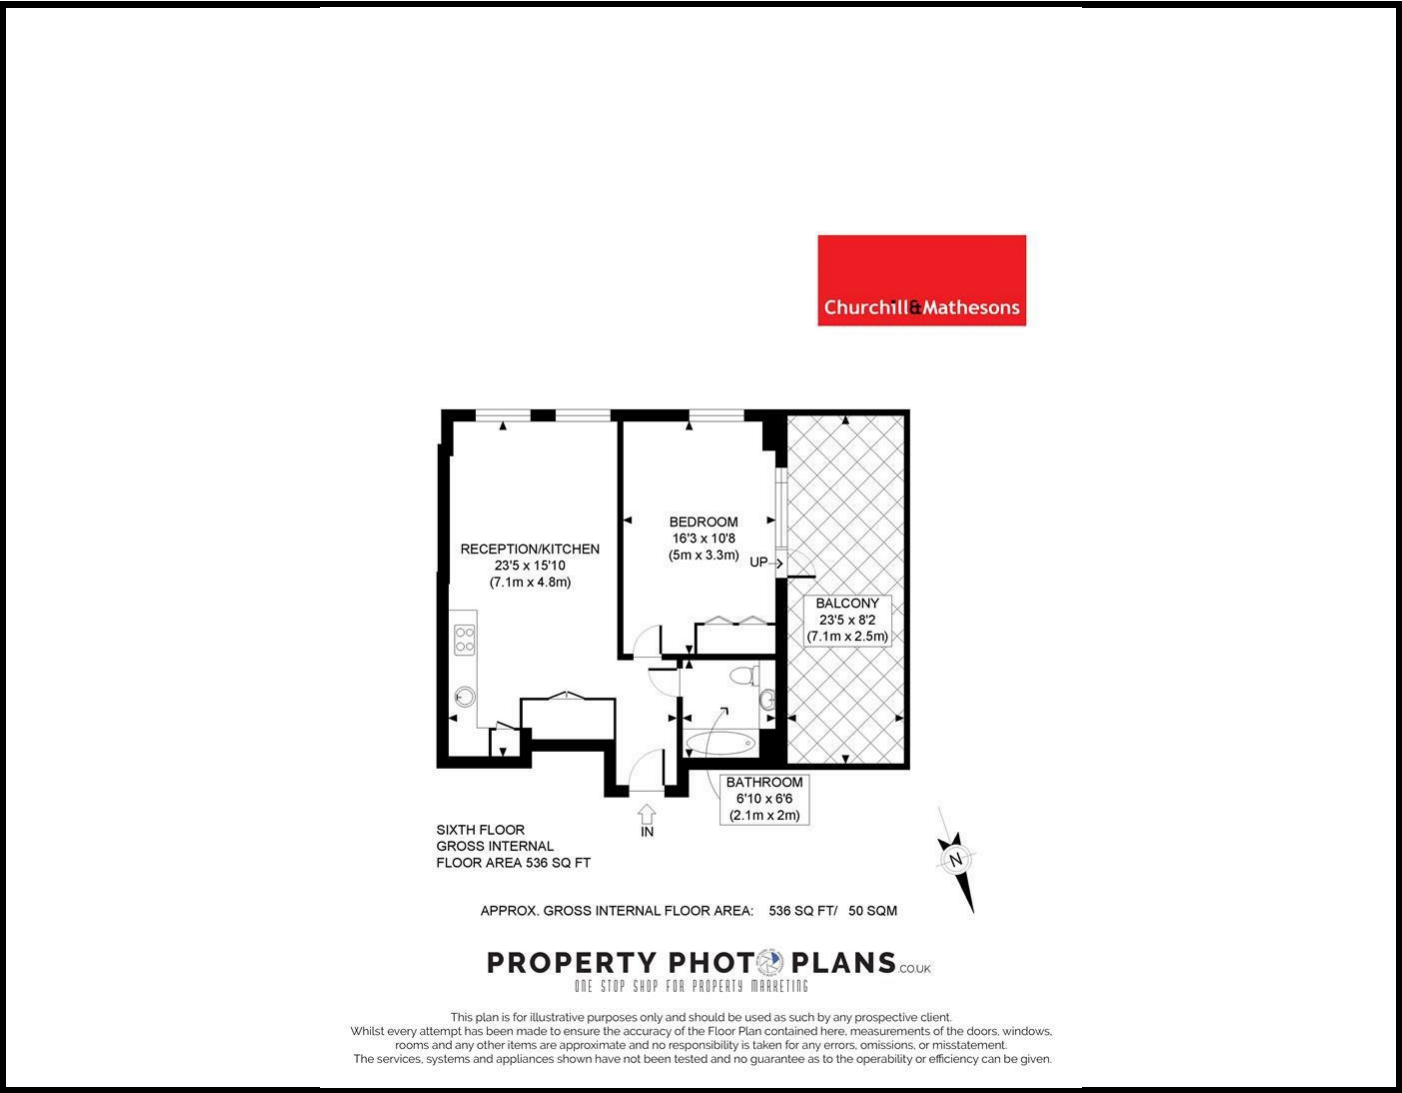 Churchill&Mathesons
RECEPTION/KITCHEN
23'5 x 15'10
(7.1m x 4.8m)
BEDROOM
16'3 x 10'8
(5m x 3.3m)
UP
BALCONY
23'5 x 8'2
(7.1m x 2.5m)
BATHROOM
6'10 x 6'6
(2.1m x 2m)
IN
SIXTH FLOOR
GROSS INTERNAL
FLOOR AREA 536 SQ FT
N
APPROX. GROSS INTERNAL FLOOR AREA: 536 SQ FT/ 50 SQM
PROPERTY PHOTO PLANS.CO.UK
ONE STOP SHOP FOR PROPERTY MARKETING
This plan is for illustrative purposes only and should be used as such by any prospective client.
Whilst every attempt has been made to ensure the accuracy of the Floor Plan contained here, measurements of the doors, windows,
rooms and any other items are approximate and no responsibility is taken for any errors, omissions, or misstatement.
The services, systems and appliances shown have not been tested and no guarantee as to the operability or efficiency can be given.